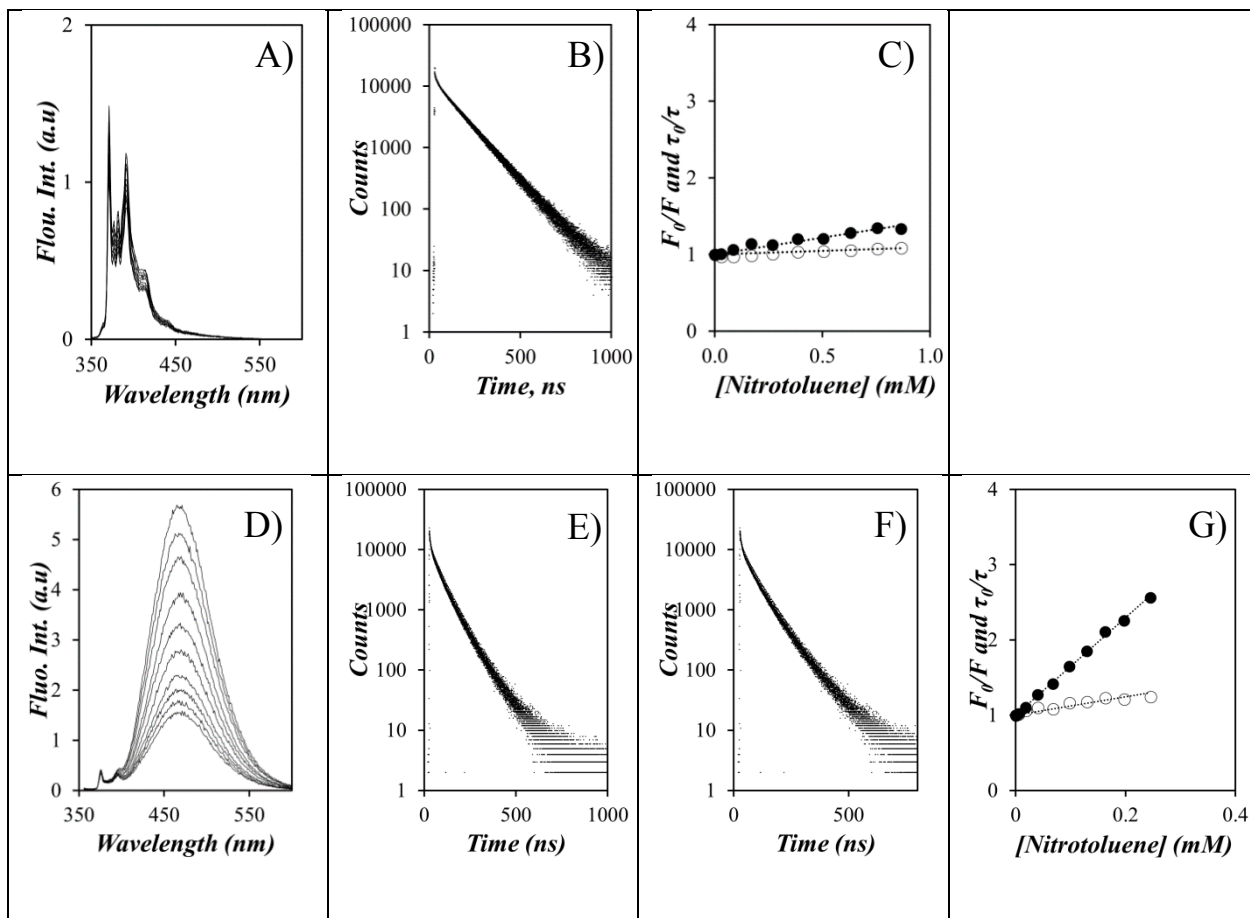 A)
Flou. Int. (a.u)
2
1
0
350
450
550
Wavelength (nm)
B)
Counts
100000
10000
1000
100
10
1
0
500
1000
Time, ns
C)
F0/F and τ0/τ
4
3
2
1
0
0.0
0.5
1.0
[Nitrotoluene] (mM)
D)
Fluo. Int. (a.u)
6
5
4
3
2
1
0
350
450
550
Wavelength (nm)
E)
Counts
100000
10000
1000
100
10
1
0
500
1000
Time (ns)
F)
Counts
100000
10000
1000
100
10
1
0
500
Time (ns)
G)
F0/F and τ0/τ
4
3
2
1
0
0
0.2
0.4
[Nitrotoluene] (mM)